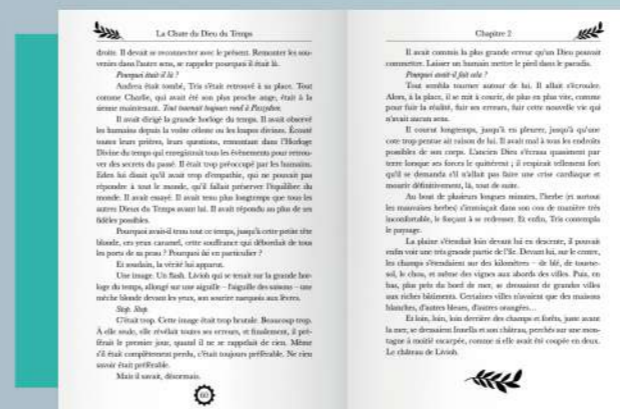 La Chute du Dieu du Temps
droite. Il devait se reconnecter avec le présent. Remonter les sou-
venirs dans l'autre sens, se rappeler pourquoi il était là.
Pourquoi était-il là ?
Andrea était tombé, Tris s'était retrouvé à sa place. Tout
comme Charlie, qui avait été son plus proche ange, était à la
sienne maintenant. Tout tournait toujours rond à
Il avait dirigé la grande horloge du temps. Il avait observé
les humains depuis la voûte céleste ou les loupes divines. Écouté
toutes leurs prières, leurs questions, remontant dans l'Horloge
Divine du temps qui enregistrait tous les évènements pour retrou-
ver des secrets du passé. Il était trop préoccupé par les humains.
Eden lui disait qu'il avait trop d'empathie, qui ne pouvait pas
répondre à tout le monde, qu'il fallait préserver l'équilibre du
monde. Il avait essayé. Il avait tenu plus longtemps que tous les
autres Dieux du Temps avant lui. Il avait répondu au plus de ses
fidèles possibles.
Pourquoi avait-il tenu tout ce temps, jusqu'à cette petite tête
blonde, ces yeux caramel, cette souffrance qui débordait de tous
les ports de sa peau ? Pourquoi lui en particulier ?
Et soudain, la vérité lui apparut.
Une image. Un flash. Livioh qui se tenait sur la grande hor-
loge du temps, allongé sur une aiguille – l'aiguille des saisons – une
mèche blonde devant les yeux, son sourire narquois aux lèvres.
Stop. Stop.
C'était trop. Cette image était trop brutale. Beaucoup trop.
À elle seule, elle révélait toutes ses erreurs, et finalement, il pré-
férait le premier jour, quand il ne se rappelait de rien. Même
s'il était complètement perdu, c'était toujours préférable. Ne rien
savoir était préférable.
Mais il savait, désormais.
60
Chapitre 2
Il avait commis la plus grande erreur qu'un Dieu pouvait
commettre. Laisser un humain mettre le pied dans le paradis.
Pourquoi avait-il fait cela ?
Tout sembla tourner autour de lui. Il allait s'écrouler.
Alors, à la place, il se mit à courir, de plus en plus vite, comme
pour fuir la réalité, fuir ses erreurs, fuir cette nouvelle vie qui
n'avait aucun sens.
Il courut longtemps, jusqu'à en pleurer, jusqu'à qu'une
cote trop pentue ait raison de lui. Il avait mal à tous les endroits
possibles de son corps. L'ancien Dieu s'écrasa quasiment par
terre lorsque ses forces le quittèrent ; il respirait tellement fort
qu'il se demanda s'il n'allait pas faire une crise cardiaque et
mourir définitivement, là, tout de suite.
Au bout de plusieurs longues minutes, l'herbe (et surtout
les mauvaises herbes) s'enfonçait dans son cou de manière très
inconfortable, le forçant à se redresser. Et enfin, Tris contempla
le paysage.
La plaine s'étendait loin devant lui en descente, il pouvait
enfin voir une très grande partie de l'île. Devant lui, sur le centre,
les champs s'étendaient sur des kilomètres – de blé, de tourne-
sol, le chou, et même des vignes aux abords des villes. Puis, en
bas, plus près du bord de mer, se dressaient de grandes villes
aux riches bâtiments. Certaines villes n'avaient que des maisons
blanches, d'autres bleues, d'autres orangées…
Et loin, loin, loin derrière des champs et forêts, juste avant
la mer, se dressaient Innella et son château, perchés sur une mon-
tagne à moitié escarpée, comme si elle avait été coupée en deux.
Le château de Livioh.